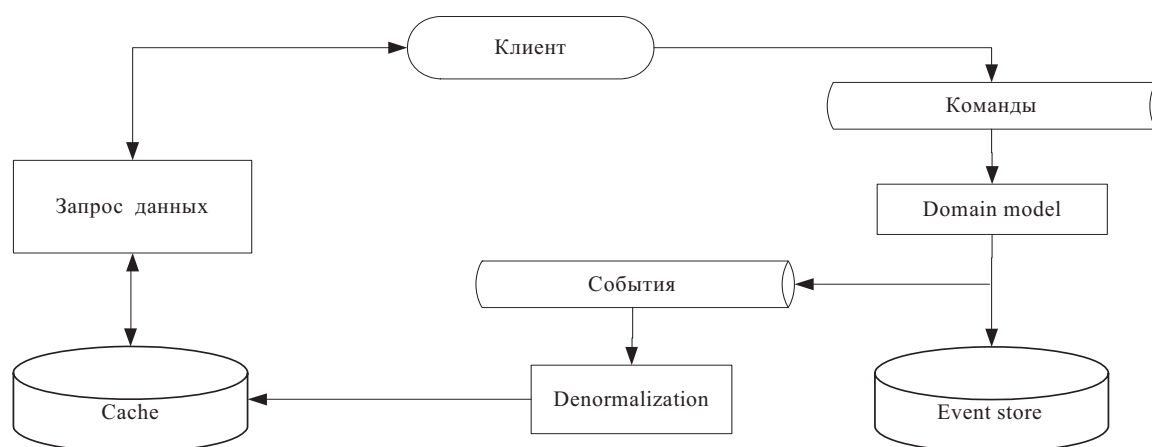 Клиент
Команды
Запрос данных
Domain model
События
Denormalization
Cache
Event store